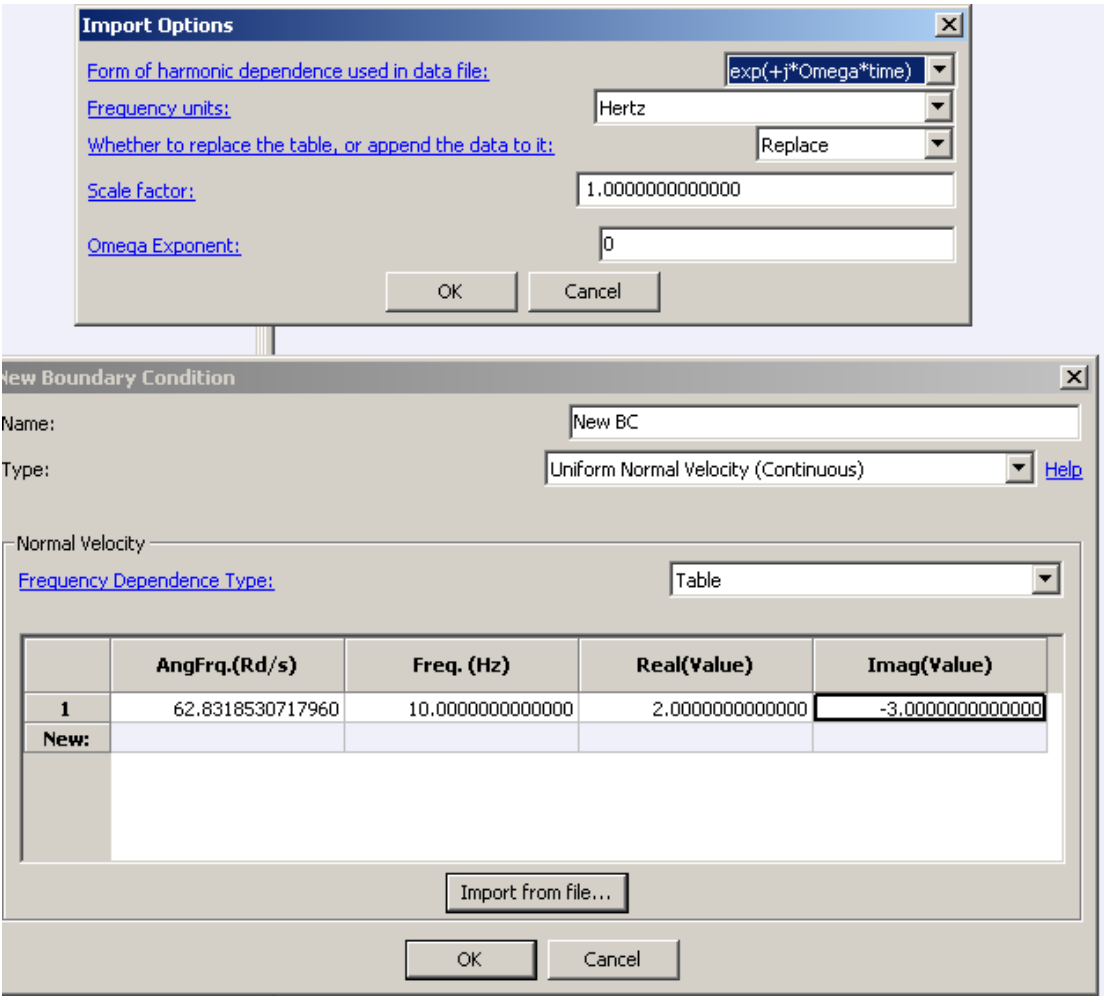 Import Options
Form of harmonic dependence used in data file: exp(+j*Omega*time)
Frequency units: Hertz
Whether to replace the table, or append the data to it: Replace
Scale factor: 1.0000000000000
Omega Exponent: 0
OK Cancel
New Boundary Condition
Name: New BC
Type: Uniform Normal Velocity (Continuous) Help
Normal Velocity
Frequency Dependence Type: Table
AngFrq.(Rd/s) Freq. (Hz) Real(Value) Imag(Value)
1 62.8318530717960 10.0000000000000 2.0000000000000 -3.0000000000000
New:
Import from file...
OK Cancel